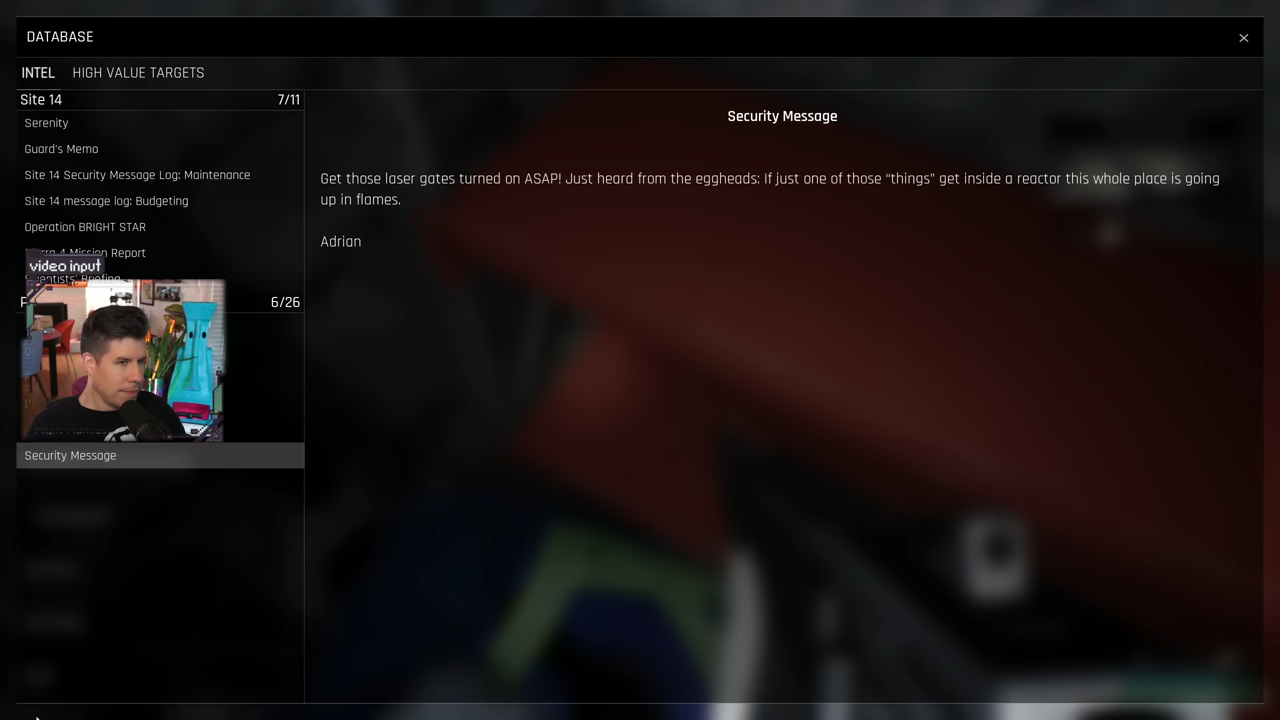 DATABASE
INTEL HIGH VALUE TARGETS
Site 14 7/11
Serenity
Guard's Memo
Site 14 Security Message Log: Maintenance
Site 14 message log: Budgeting
Operation BRIGHT STAR
4 Mission Report
video input
Briefing
6/26
Security Message
Security Message
Get those laser gates turned on ASAP! Just heard from the eggheads: If just one of those “things” get inside a reactor this whole place is going
up in flames.
Adrian